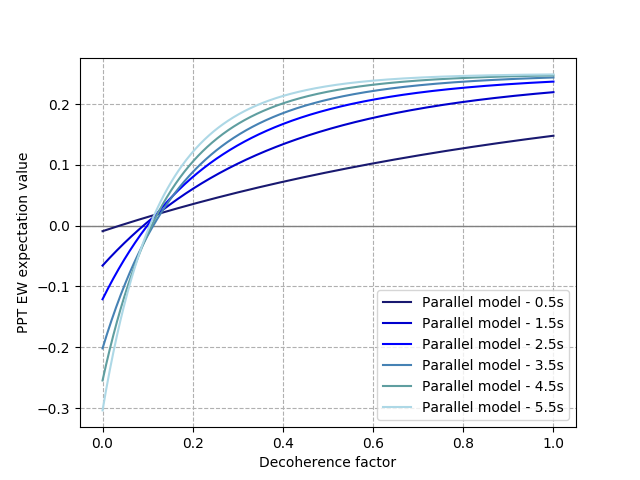 0.2
0.1
0.0
−0.1
−0.2
−0.3
PPT EW expectation value
Parallel model - 0.5s
Parallel model - 1.5s
Parallel model - 2.5s
Parallel model - 3.5s
Parallel model - 4.5s
Parallel model - 5.5s
0.0 0.2 0.4 0.6 0.8 1.0
Decoherence factor